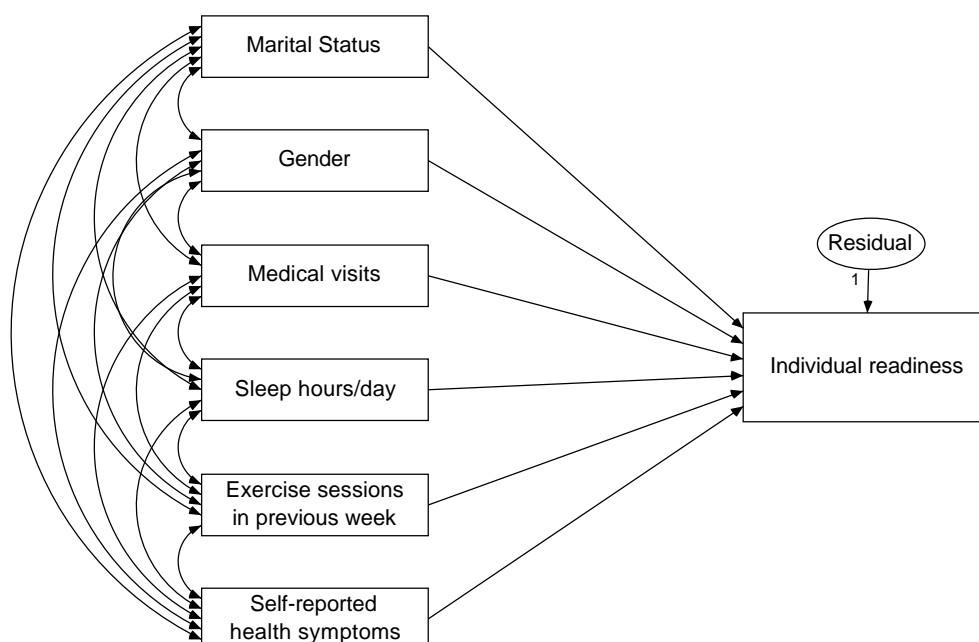 Marital Status
Gender
Medical visits
Sleep hours/day
Exercise sessions
in previous week
Self-reported
health symptoms
Residual
1
Individual readiness